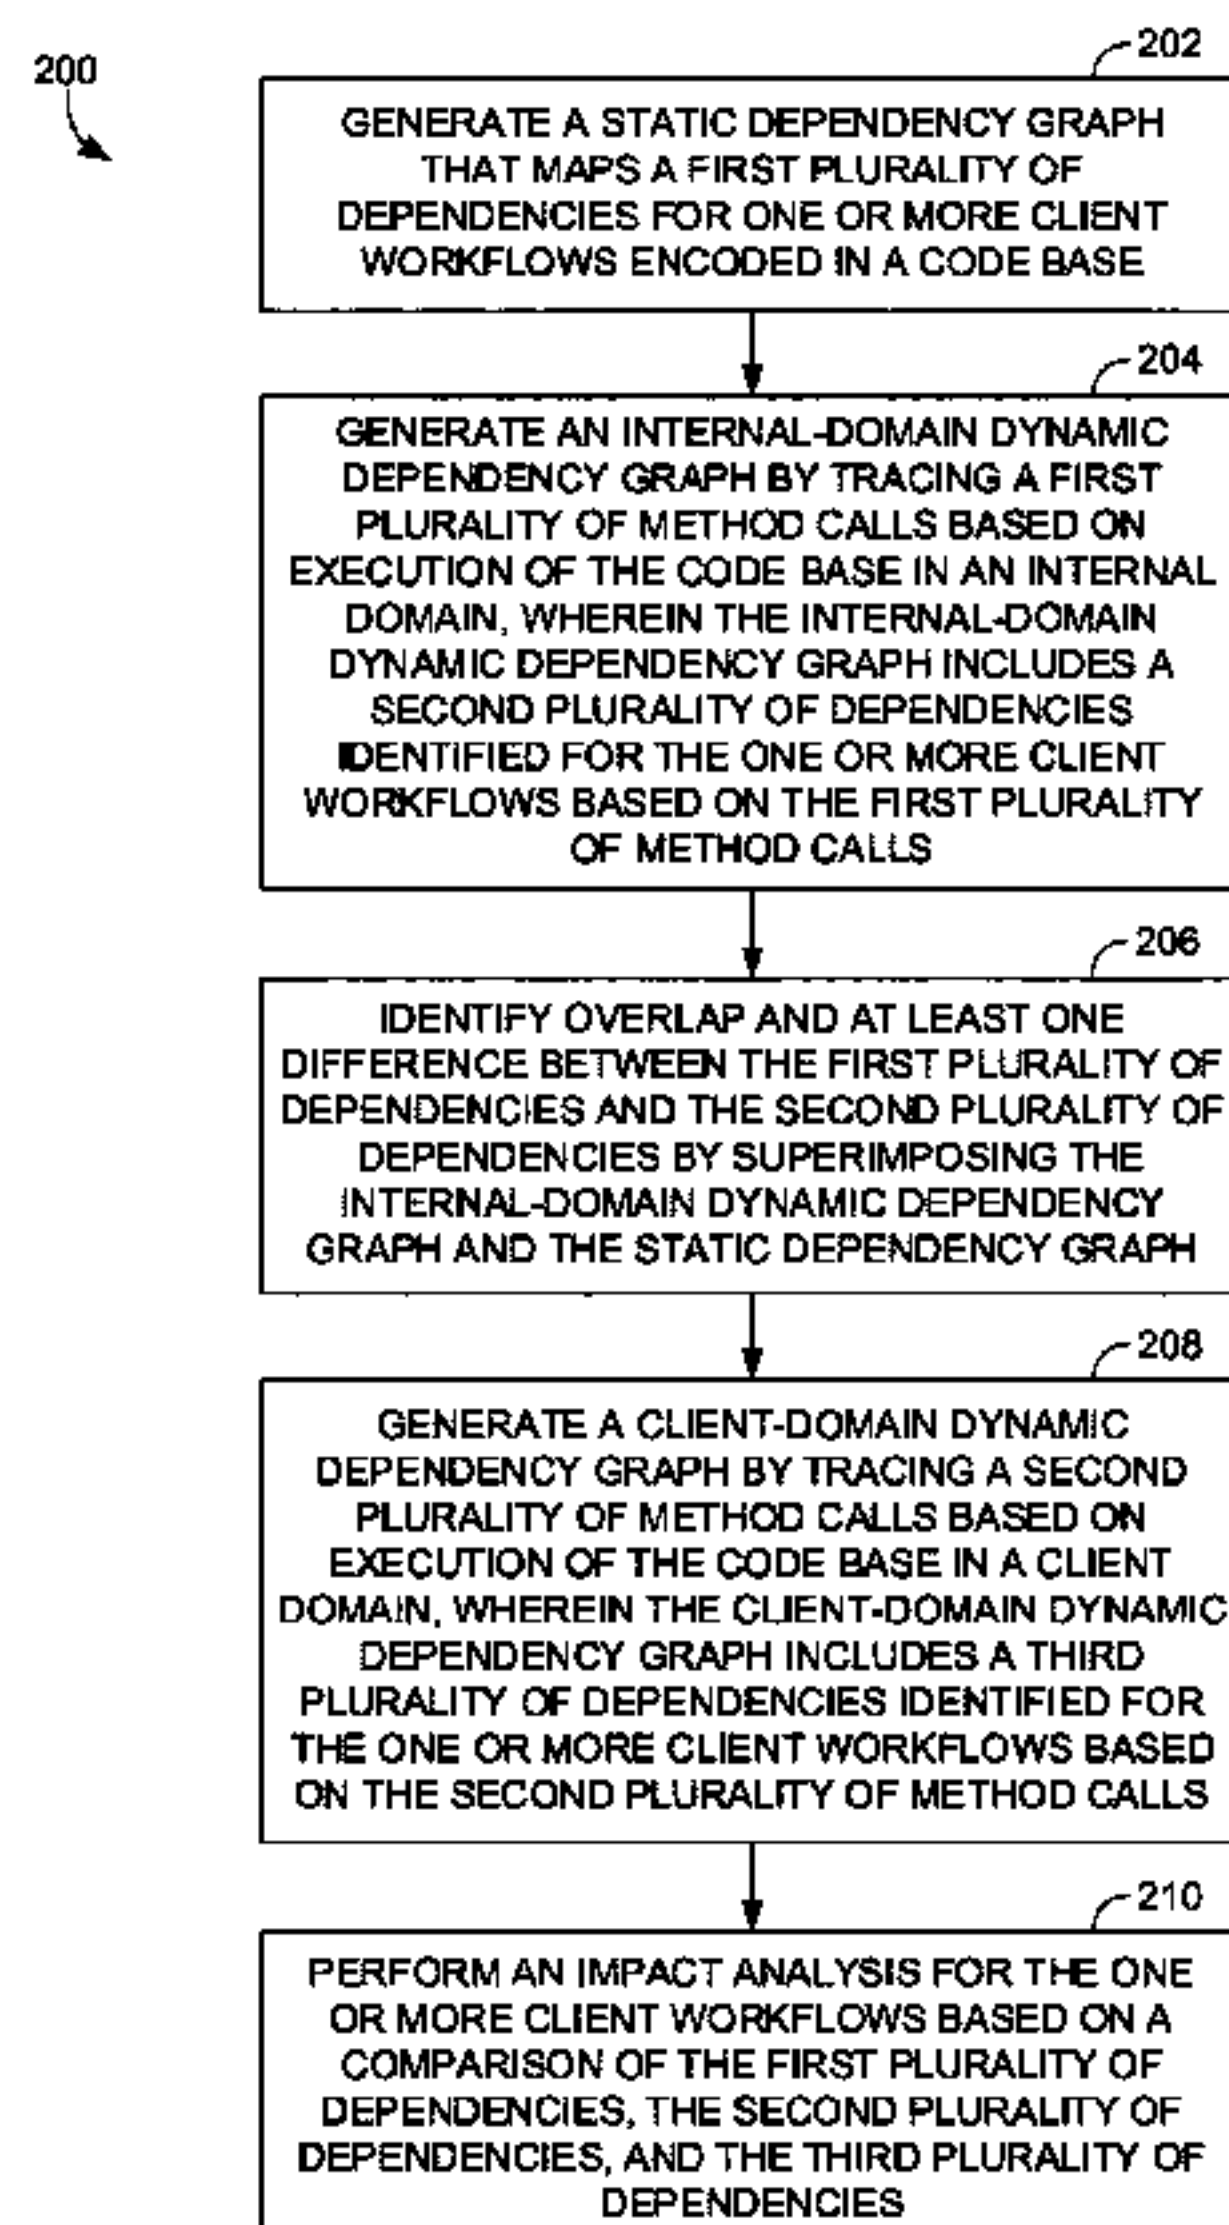 200
202
GENERATE A STATIC DEPENDENCY GRAPH
THAT MAPS A FIRST PLURALITY OF
DEPENDENCIES FOR ONE OR MORE CLIENT
WORKFLOWS ENCODED IN A CODE BASE
204
GENERATE AN INTERNAL-DOMAIN DYNAMIC
DEPENDENCY GRAPH BY TRACING A FIRST
PLURALITY OF METHOD CALLS BASED ON
EXECUTION OF THE CODE BASE IN AN INTERNAL
DOMAIN, WHEREIN THE INTERNAL-DOMAIN
DYNAMIC DEPENDENCY GRAPH INCLUDES A
SECOND PLURALITY OF DEPENDENCIES
IDENTIFIED FOR THE ONE OR MORE CLIENT
WORKFLOWS BASED ON THE FIRST PLURALITY
OF METHOD CALLS
206
IDENTIFY OVERLAP AND AT LEAST ONE
DIFFERENCE BETWEEN THE FIRST PLURALITY OF
DEPENDENCIES AND THE SECOND PLURALITY OF
DEPENDENCIES BY SUPERIMPOSING THE
INTERNAL-DOMAIN DYNAMIC DEPENDENCY
GRAPH AND THE STATIC DEPENDENCY GRAPH
208
GENERATE A CLIENT-DOMAIN DYNAMIC
DEPENDENCY GRAPH BY TRACING A SECOND
PLURALITY OF METHOD CALLS BASED ON
EXECUTION OF THE CODE BASE IN A CLIENT
DOMAIN, WHEREIN THE CLIENT-DOMAIN DYNAMIC
DEPENDENCY GRAPH INCLUDES A THIRD
PLURALITY OF DEPENDENCIES IDENTIFIED FOR
THE ONE OR MORE CLIENT WORKFLOWS BASED
ON THE SECOND PLURALITY OF METHOD CALLS
210
PERFORM AN IMPACT ANALYSIS FOR THE ONE
OR MORE CLIENT WORKFLOWS BASED ON A
COMPARISON OF THE FIRST PLURALITY OF
DEPENDENCIES, THE SECOND PLURALITY OF
DEPENDENCIES, AND THE THIRD PLURALITY OF
DEPENDENCIES